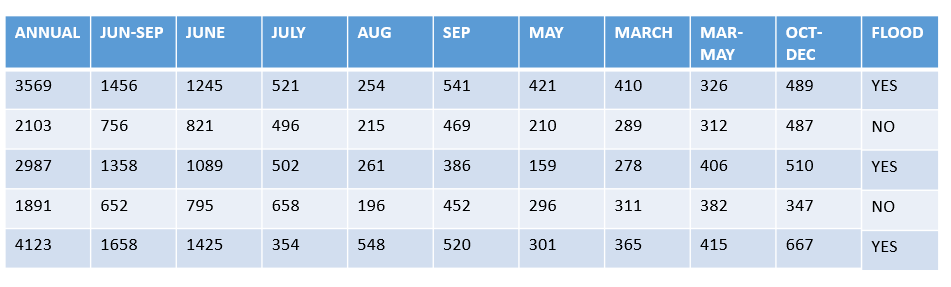 ANNUAL JUN-SEP JUNE JULY AUG SEP MAY MARCH MAR-MAY OCT-DEC FLOOD
3569 1456 1245 521 254 541 421 410 326 489 YES
2103 756 821 496 215 469 210 289 312 487 NO
2987 1358 1089 502 261 386 159 278 406 510 YES
1891 652 795 658 196 452 296 311 382 347 NO
4123 1658 1425 354 548 520 301 365 415 667 YES